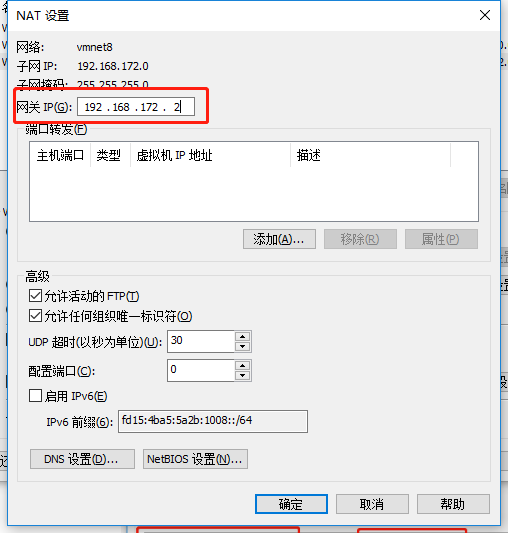 NAT 设置
网络: vmnet8
子网 IP: 192.168.172.0
子网掩码: 255.255.255.0
网关 IP(G): 192 .168 .172 . 2
端口转发(F)
主机端口 类型 虚拟机 IP 地址 描述
添加(A)... 移除(R) 属性(P)
高级
允许活动的 FTP(T)
允许任何组织唯一标识符(O)
UDP 超时(以秒为单位)(U): 30
配置端口(C): 0
启用 IPv6(E)
IPv6 前缀(6): fd15:4ba5:5a2b:1008::/64
DNS 设置(D)... NetBIOS 设置(N)...
确定 取消 帮助